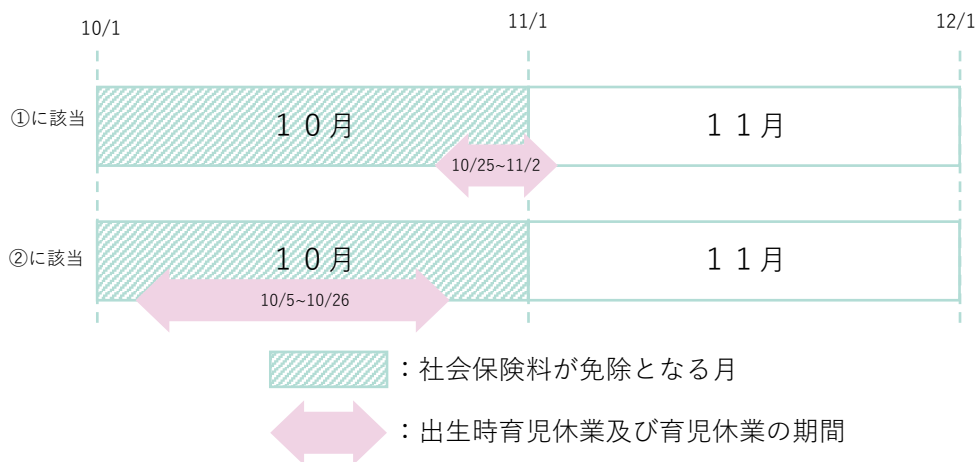 10/1 11/1 12/1
①に該当 10月 11月
10/25~11/2
②に該当 10月 11月
10/5~10/26
：社会保険料が免除となる月
：出生時育児休業及び育児休業の期間